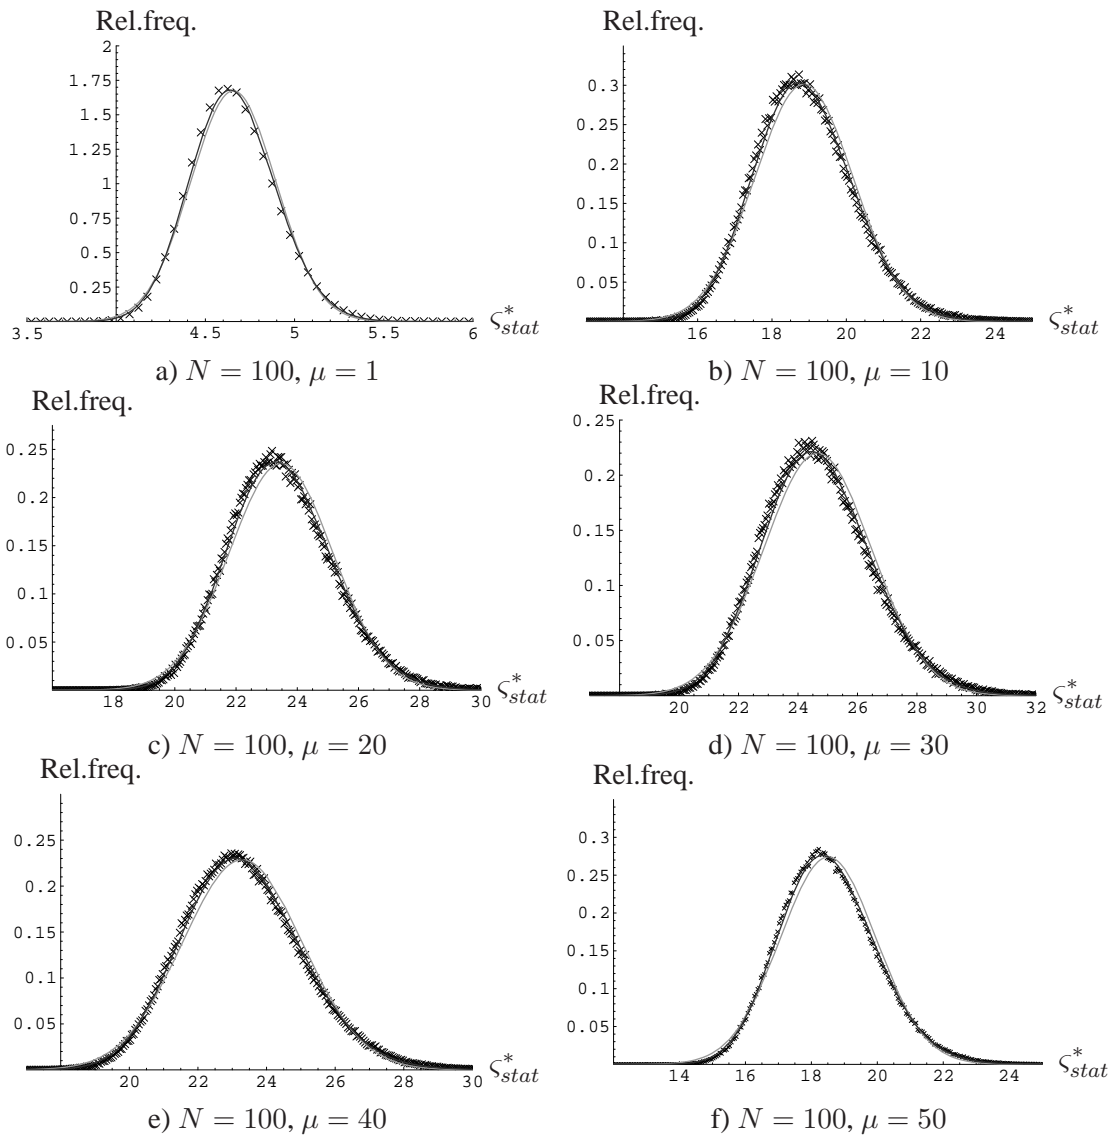 Rel.freq.
2
1.75
1.5
1.25
1
0.75
0.5
0.25
3.5 4.5 5 5.5 6
ς*stat
a) N = 100, μ = 1
Rel.freq.
0.3
0.2
0.1
0.05
16 18 20 22 24
ς*stat
b) N = 100, μ = 10
Rel.freq.
0.25
0.2
0.15
0.1
0.05
18 20 22 24 26 28 30
ς*stat
c) N = 100, μ = 20
Rel.freq.
0.25
0.2
0.15
0.1
0.05
20 22 24 26 28 30 32
ς*stat
d) N = 100, μ = 30
Rel.freq.
0.25
0.2
0.15
0.1
0.05
20 22 24 26 28 30
ς*stat
e) N = 100, μ = 40
Rel.freq.
0.3
0.2
0.15
0.1
0.05
14 16 18 20 22 24
ς*stat
f) N = 100, μ = 50